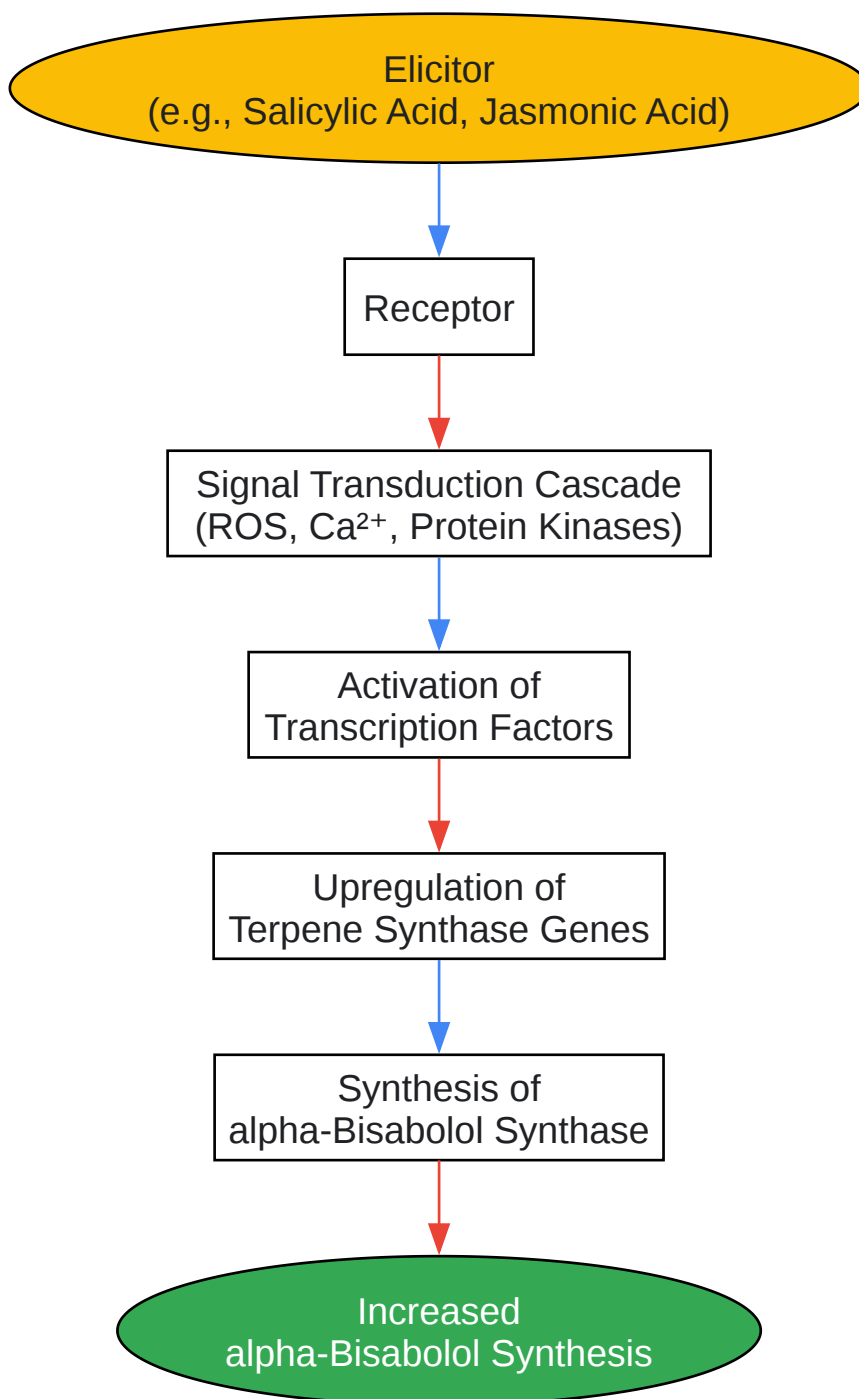 Elicitor
(e.g., Salicylic Acid, Jasmonic Acid)
Receptor
Signal Transduction Cascade
(ROS, Ca²⁺, Protein Kinases)
Activation of
Transcription Factors
Upregulation of
Terpene Synthase Genes
Synthesis of
alpha-Bisabolol Synthase
Increased
alpha-Bisabolol Synthesis